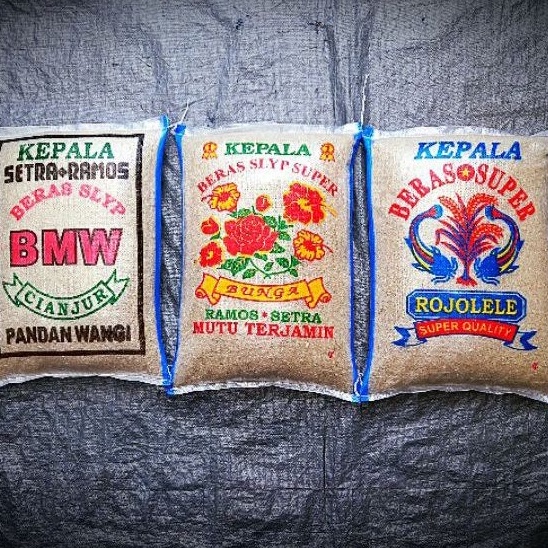 KEPALA
SETRA RAMOS
BERAS SLYP
BMW
CIANJUR
PANDAN WANGI
KEPALA
BERAS SLYP SUPER
BUNGA
RAMOS * SETRA
MUTU TERJAMIN
KEPALA
BERAS SUPER
ROJOLELE
SUPER QUALITY